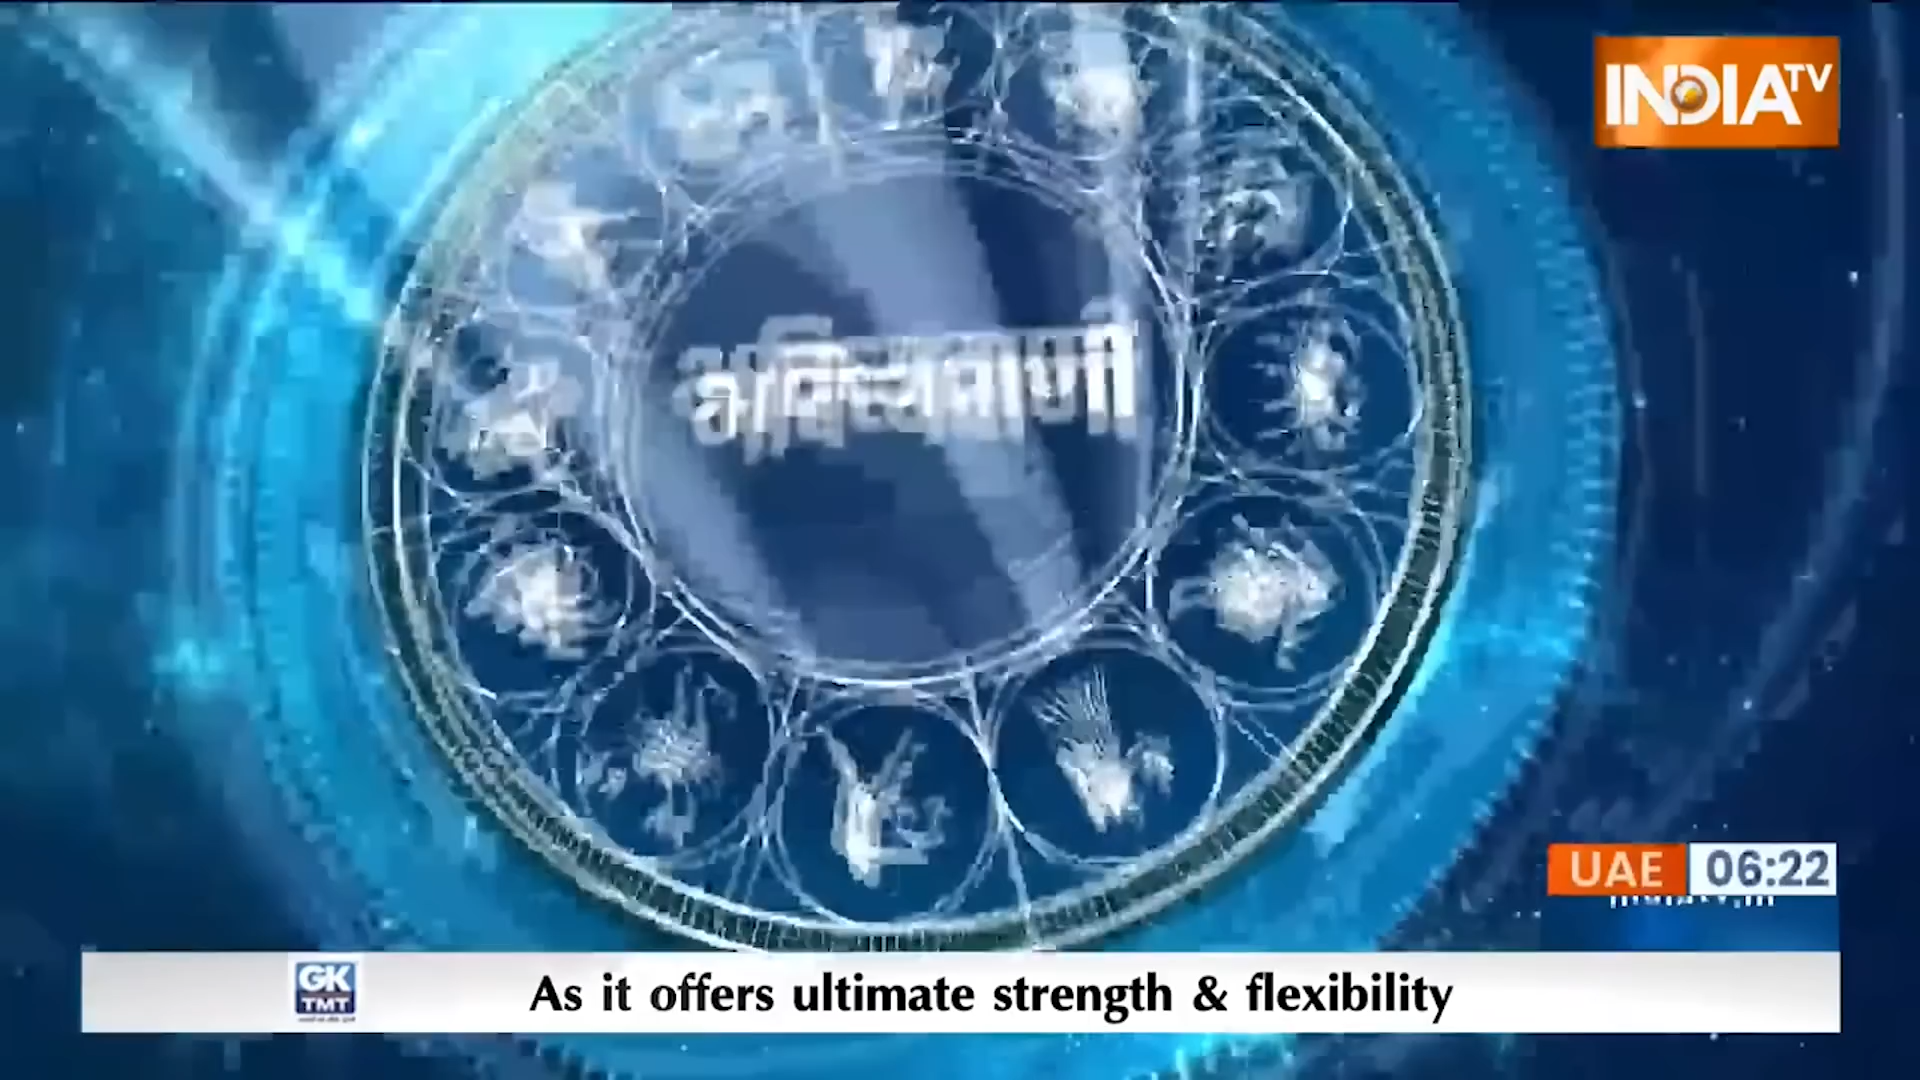 INDIA TV
भविष्यवाणी
UAE 06:22
GK
TMT
As it offers ultimate strength & flexibility